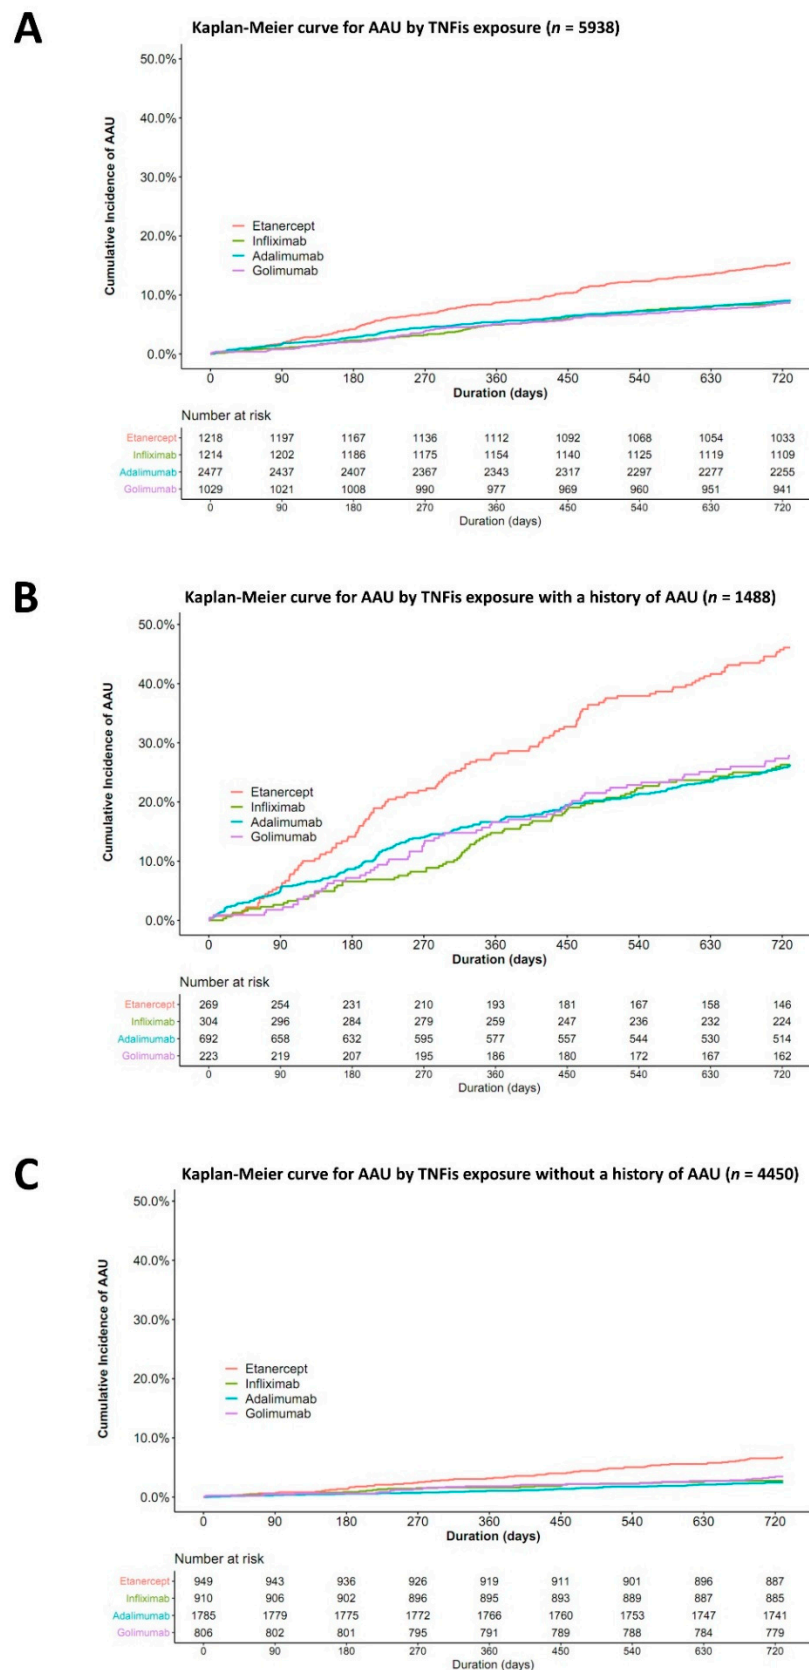 A
Kaplan-Meier curve for AAU by TNFis exposure (n = 5938)
Cumulative Incidence of AAU
50.0%
40.0%
30.0%
20.0%
10.0%
0.0%
Etanercept
Infliximab
Adalimumab
Golimumab
0 90 180 270 360 450 540 630 720
Duration (days)
Number at risk
Etanercept 1218 1197 1167 1136 1112 1092 1068 1054 1033
Infliximab 1214 1202 1186 1175 1154 1140 1125 1119 1109
Adalimumab 2477 2437 2407 2367 2343 2317 2297 2277 2255
Golimumab 1029 1021 1008 990 977 969 960 951 941
0 90 180 270 360 450 540 630 720
Duration (days)
B
Kaplan-Meier curve for AAU by TNFis exposure with a history of AAU (n = 1488)
Cumulative Incidence of AAU
50.0%
40.0%
30.0%
20.0%
10.0%
0.0%
Etanercept
Infliximab
Adalimumab
Golimumab
0 90 180 270 360 450 540 630 720
Duration (days)
Number at risk
Etanercept 269 254 231 210 193 181 167 158 146
Infliximab 304 296 284 279 259 247 236 232 224
Adalimumab 692 658 632 595 577 557 544 530 514
Golimumab 223 219 207 195 186 180 172 167 162
0 90 180 270 360 450 540 630 720
Duration (days)
C
Kaplan-Meier curve for AAU by TNFis exposure without a history of AAU (n = 4450)
Cumulative Incidence of AAU
50.0%
40.0%
30.0%
20.0%
10.0%
0.0%
Etanercept
Infliximab
Adalimumab
Golimumab
0 90 180 270 360 450 540 630 720
Duration (days)
Number at risk
Etanercept 949 943 936 926 919 911 901 896 887
Infliximab 910 906 902 896 895 893 889 887 885
Adalimumab 1785 1779 1775 1772 1766 1760 1753 1747 1741
Golimumab 806 802 801 795 791 789 788 784 779
0 90 180 270 360 450 540 630 720
Duration (days)